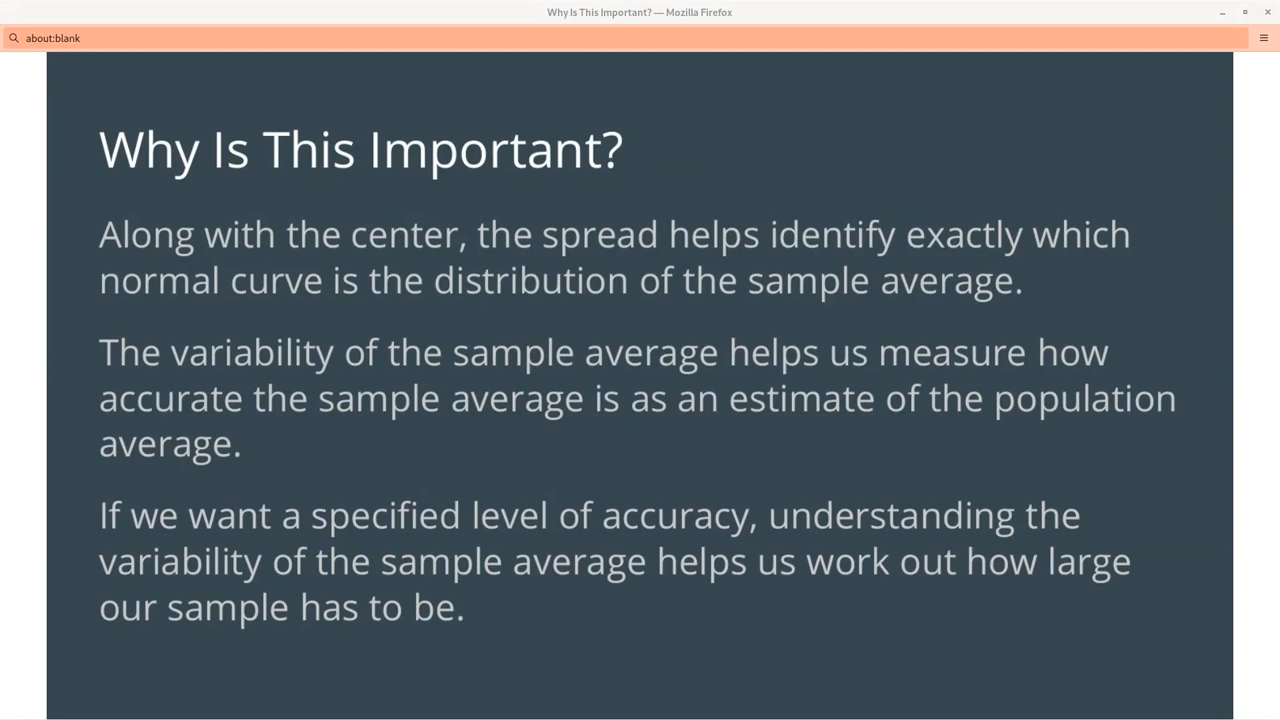 Why Is This Important? — Mozilla Firefox
about:blank
Why Is This Important?
Along with the center, the spread helps identify exactly which
normal curve is the distribution of the sample average.
The variability of the sample average helps us measure how
accurate the sample average is as an estimate of the population
average.
If we want a specified level of accuracy, understanding the
variability of the sample average helps us work out how large
our sample has to be.